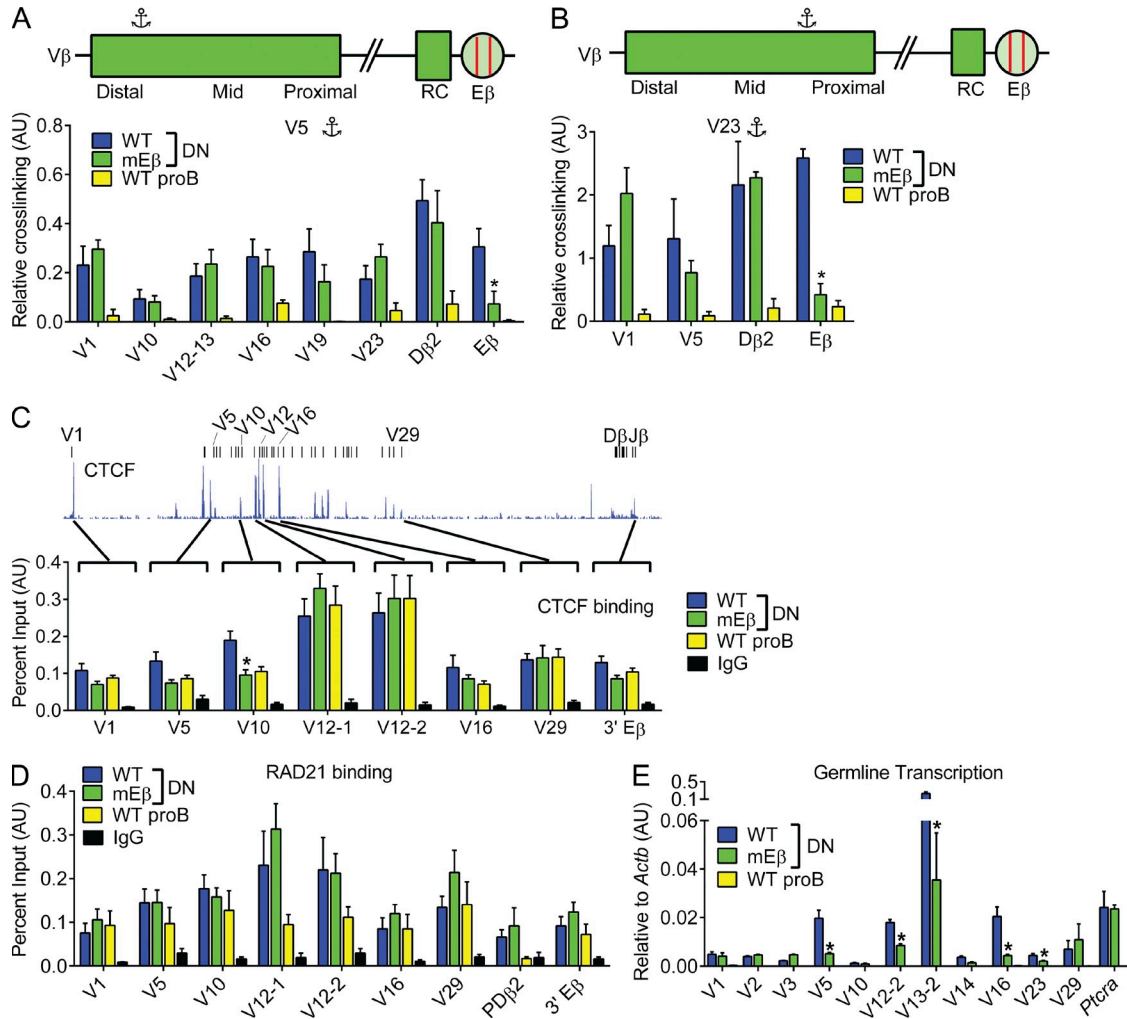 A
Vβ
Distal Mid Proximal RC Eβ
V5
WT
mEβ
DN
WT proB
Relative crosslinking (AU)
0.8
0.6
0.4
0.2
0.0
*
V1 V10 V12-13 V16 V19 V23 Dβ2 Eβ
B
Vβ
Distal Mid Proximal RC Eβ
V23
WT
mEβ
DN
WT proB
Relative crosslinking (AU)
3
2
1
0
*
V1 V5 Dβ2 Eβ
C
V1 V5 V10 V12 V16 V29 DβJβ
CTCF
CTCF binding
WT
mEβ
DN
WT proB
IgG
Percent Input (AU)
0.4
0.3
0.2
0.1
0.0
*
V1 V5 V10 V12-1 V12-2 V16 V29 3' Eβ
D
RAD21 binding
WT
mEβ
DN
WT proB
IgG
Percent Input (AU)
0.4
0.3
0.2
0.1
0.0
V1 V5 V10 V12-1 V12-2 V16 V29 PDβ2 3' Eβ
E
Germline Transcription
WT
mEβ
DN
WT proB
Relative to Actb (AU)
0.5
0.1
0.06
0.04
0.02
0.00
* * * * *
V1 V2 V3 V5 V10 V12-2 V13-2 V14 V16 V23 V29 Ptcra